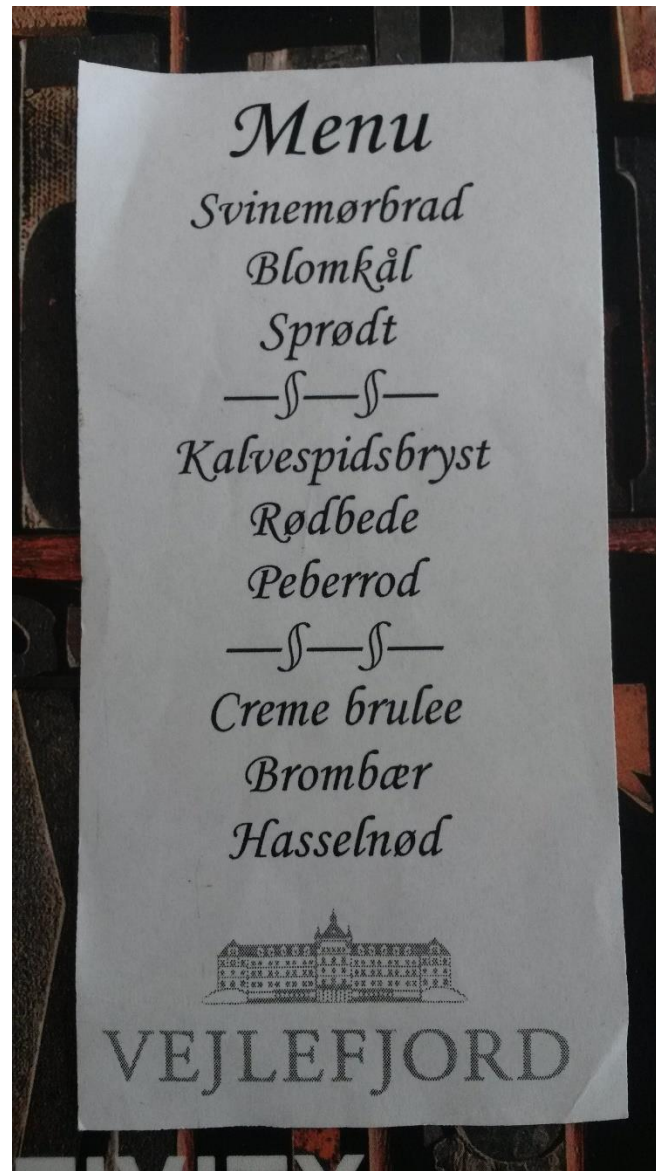 Menu
Svinemørbrad
Blomkål
Sprødt
Kalvespidsbryst
Rødbede
Peberrod
Creme brulee
Brombær
Hasselnød
VEJLEFJORD